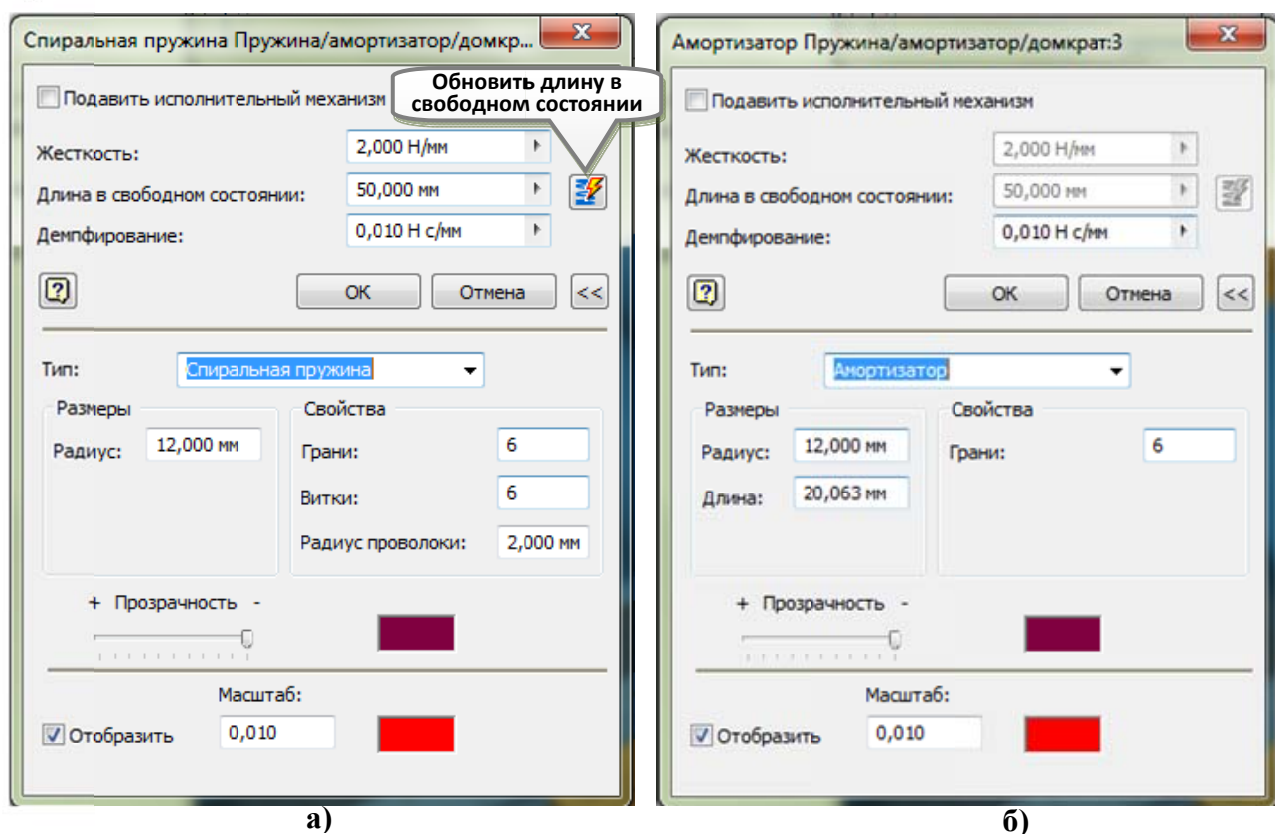 Спиральная пружина Пружина/амортизатор/домкр...
Обновить длину в
свободном состоянии
Подавить исполнительный механизм
Жесткость: 2,000 Н/мм
Длина в свободном состоянии: 50,000 мм
Демпфирование: 0,010 Н с/мм
ОК Отмена <<
Тип: Спиральная пружина
Размеры Свойства
Радиус: 12,000 мм Грани: 6
Витки: 6
Радиус проволоки: 2,000 мм
+ Прозрачность -
Масштаб:
Отобразить 0,010
а)
Амортизатор Пружина/амортизатор/домкрат:3
Подавить исполнительный механизм
Жесткость: 2,000 Н/мм
Длина в свободном состоянии: 50,000 мм
Демпфирование: 0,010 Н с/мм
ОК Отмена <<
Тип: Амортизатор
Размеры Свойства
Радиус: 12,000 мм Грани: 6
Длина: 20,063 мм
+ Прозрачность -
Масштаб:
Отобразить 0,010
б)